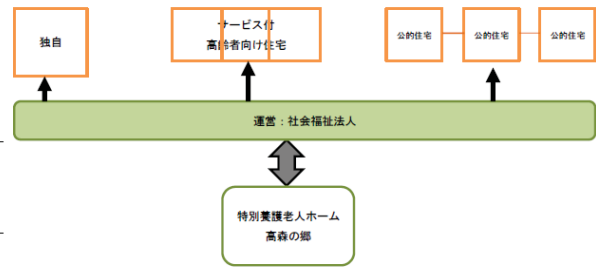 独自
サービス付
高齢者向け住宅
公的住宅
公的住宅
公的住宅
運営：社会福祉法人
特別養護老人ホーム
高森の郷